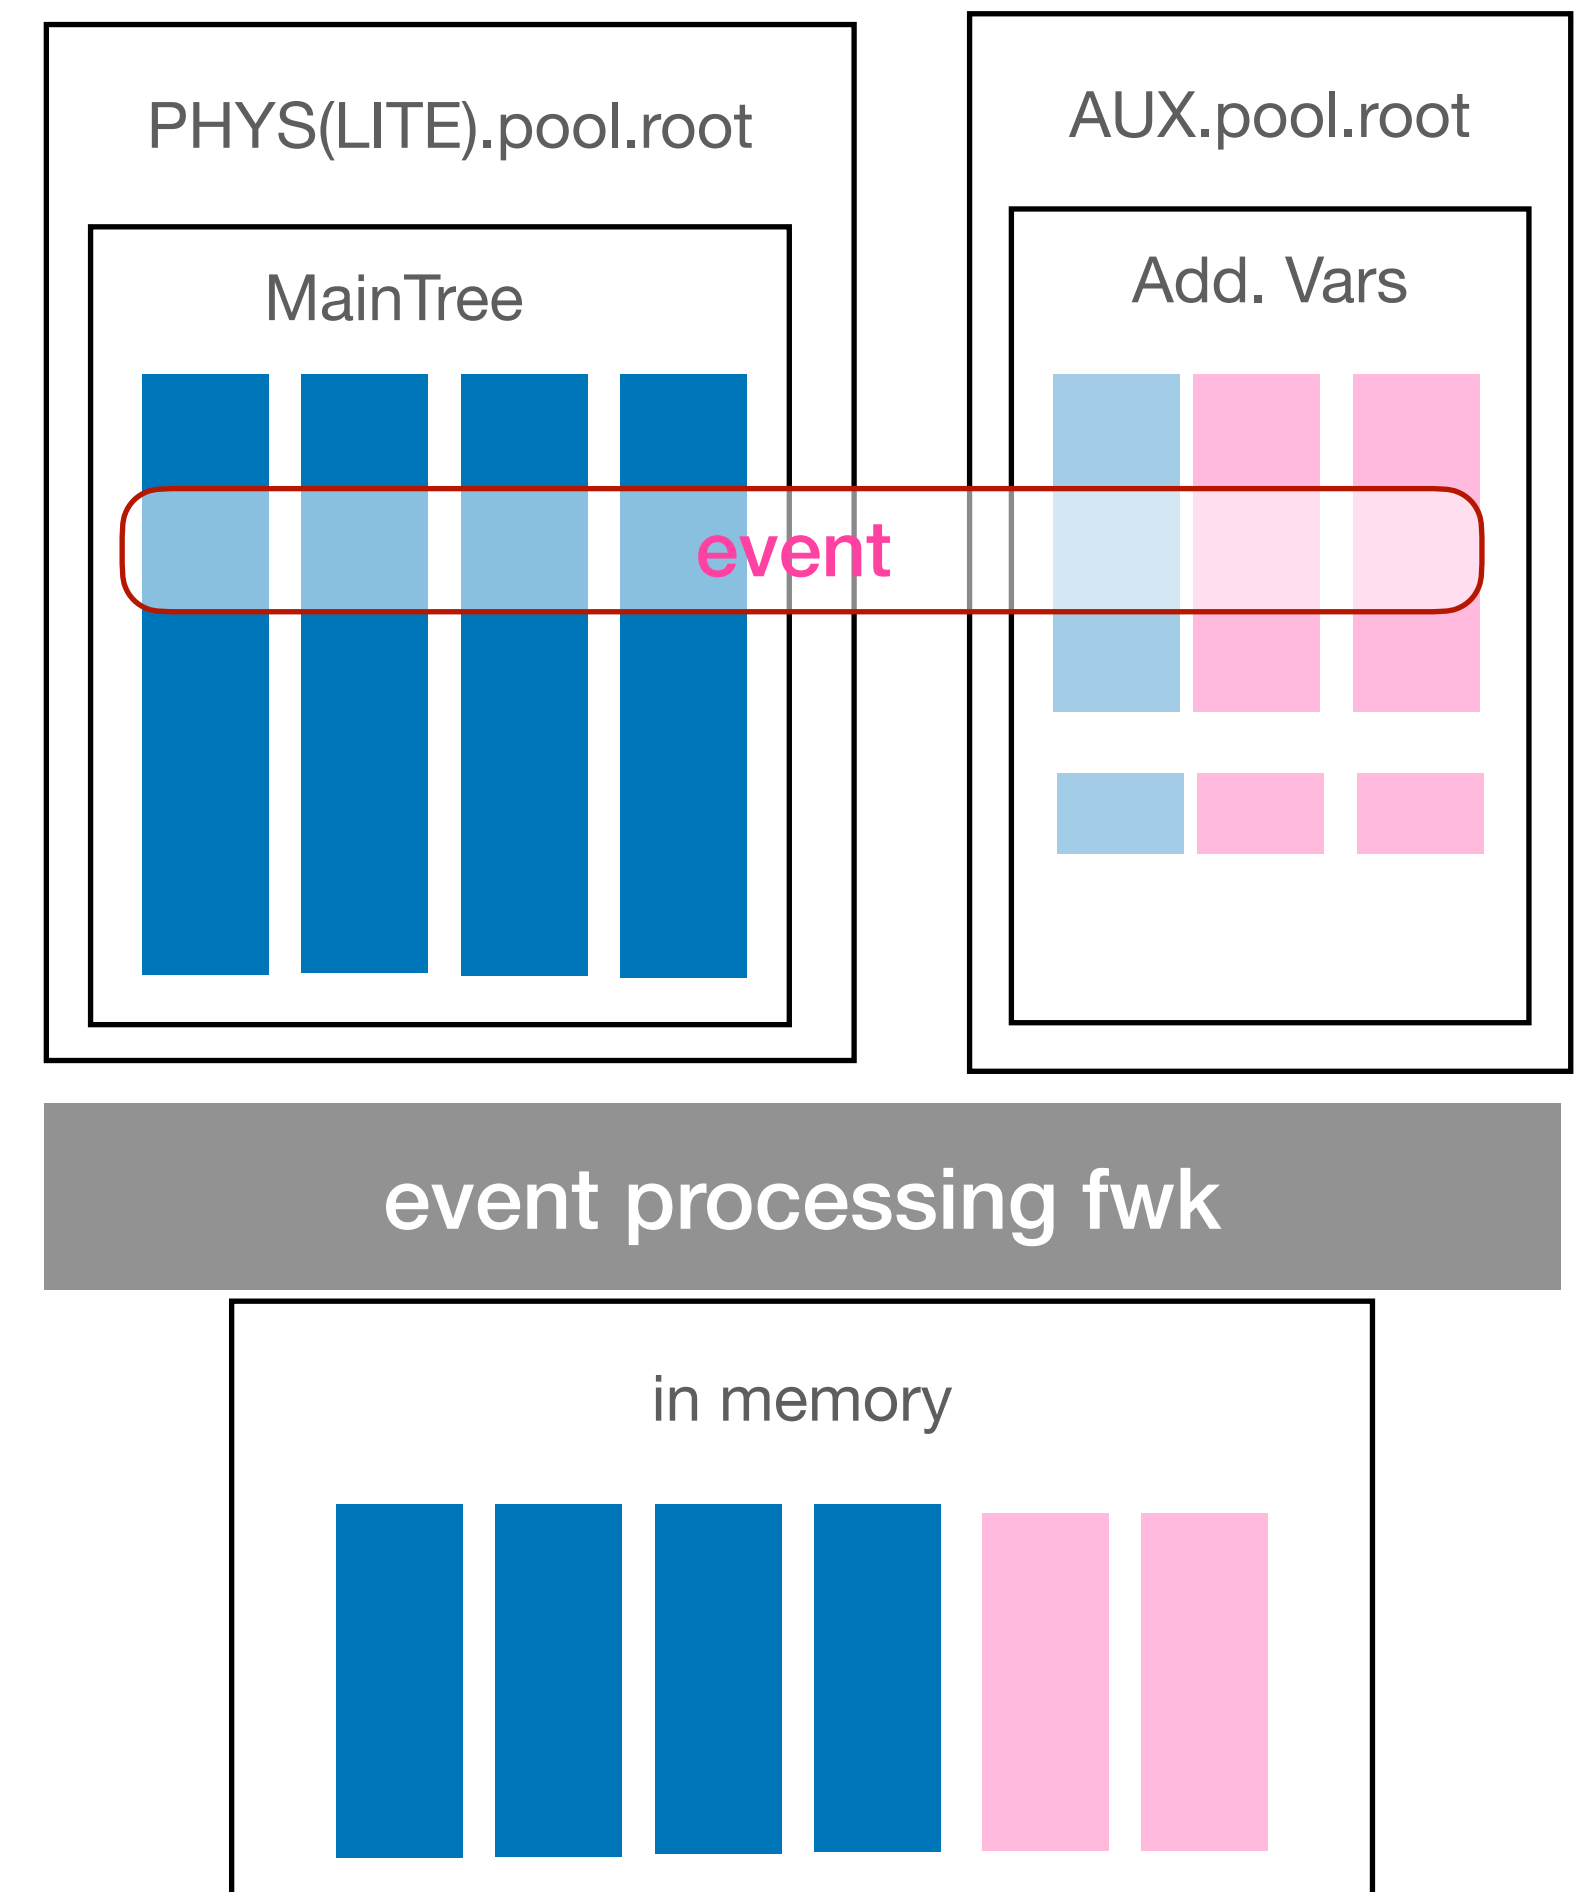 PHYS(LITE).pool.root
AUX.pool.root
MainTree
Add. Vars
event
event processing fwk
in memory